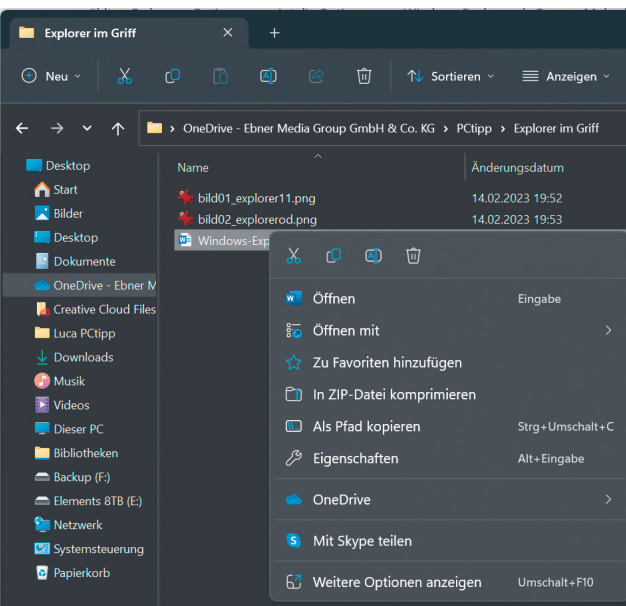 Explorer im Griff
Neu
Sortieren
Anzeigen
OneDrive - Ebner Media Group GmbH & Co. KG > PCtipp > Explorer im Griff
Desktop
Start
Bilder
Desktop
Dokumente
OneDrive - Ebner M
Creative Cloud Files
Luca PCtipp
Downloads
Musik
Videos
Dieser PC
Bibliotheken
Backup (F:)
Elements 8TB (E:)
Netzwerk
Systemsteuerung
Papierkorb
Name Änderungsdatum
bild01_explorer11.png 14.02.2023 19:52
bild02_explorerod.png 14.02.2023 19:53
Windows-Exp
Öffnen Eingabe
Öffnen mit
Zu Favoriten hinzufügen
In ZIP-Datei komprimieren
Als Pfad kopieren Strg+Umschalt+C
Eigenschaften Alt+Eingabe
OneDrive
Mit Skype teilen
Weitere Optionen anzeigen Umschalt+F10